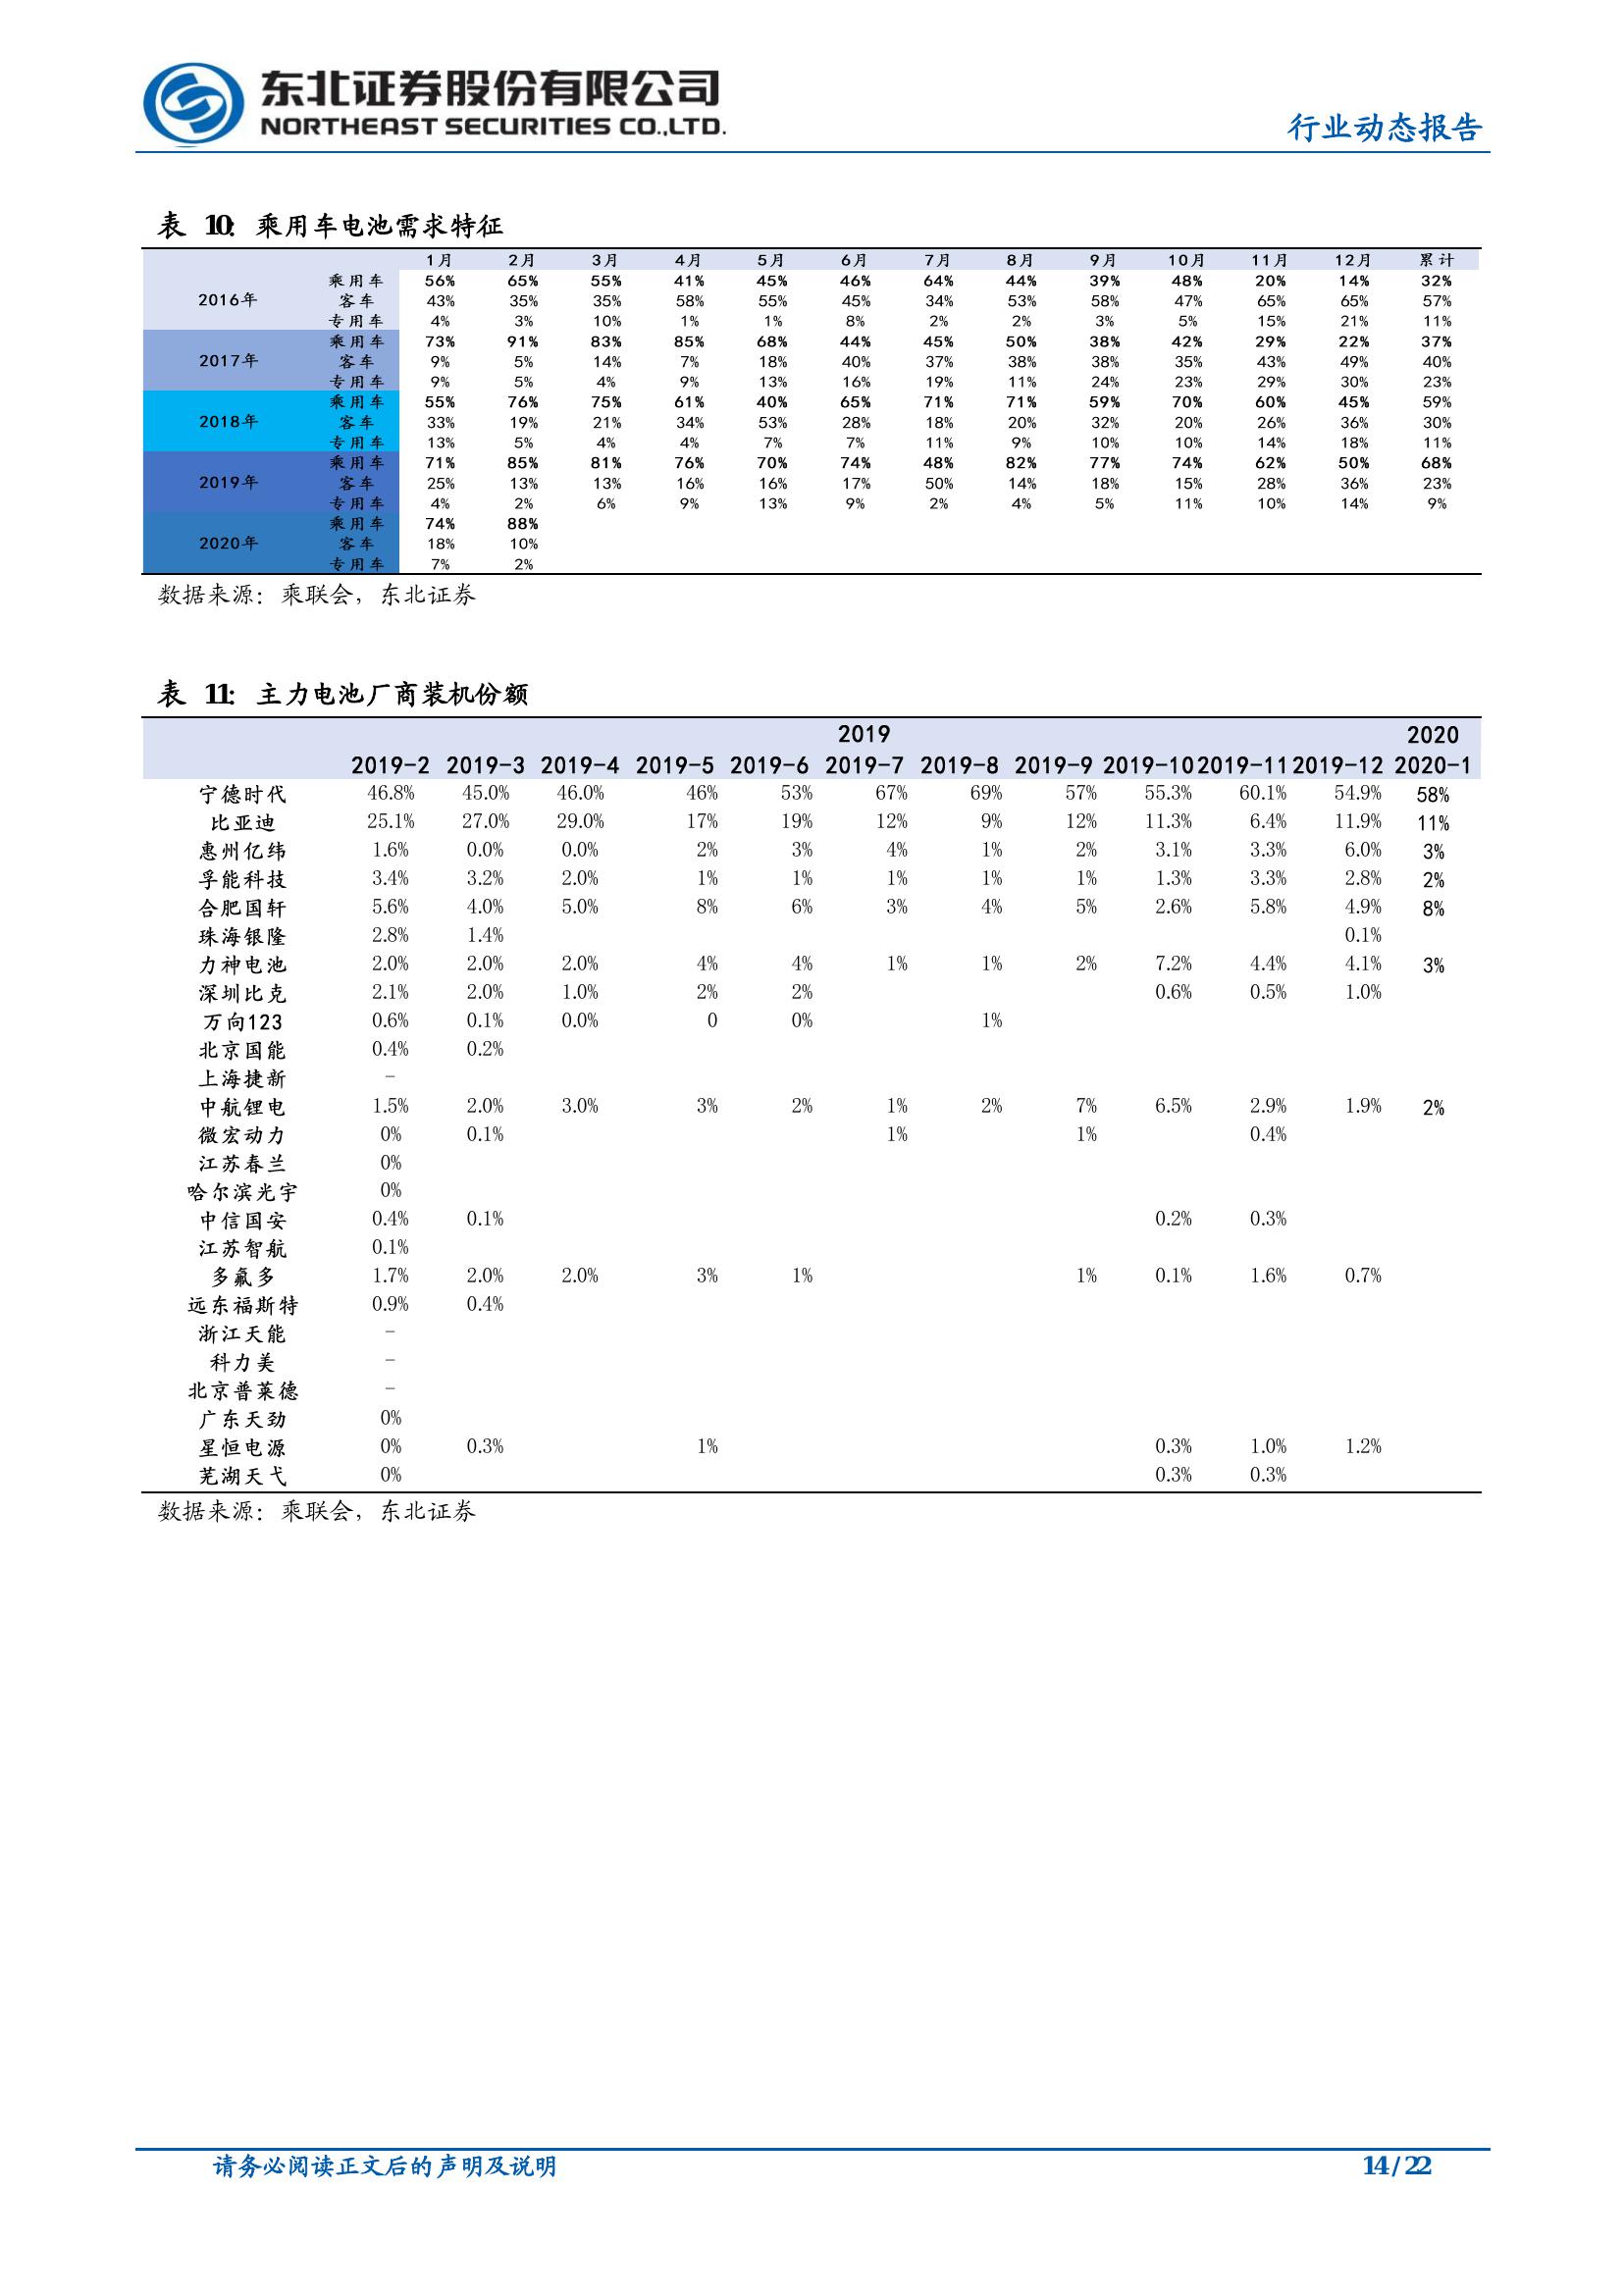 东北证券股份有限公司
NORTHEAST SECURITIES CO.,LTD.
行业动态报告
表 10: 乘用车电池需求特征
1月 2月 3月 4月 5月 6月 7月 8月 9月 10月 11月 12月 累计
乘用车 56% 65% 55% 41% 45% 46% 64% 44% 39% 48% 20% 14% 32%
2016年 客车 43% 35% 35% 58% 55% 45% 34% 53% 58% 47% 65% 65% 57%
专用车 4% 3% 10% 1% 1% 8% 2% 2% 3% 5% 15% 21% 11%
乘用车 73% 91% 83% 85% 68% 44% 45% 50% 38% 42% 29% 22% 37%
2017年 客车 9% 5% 14% 7% 18% 40% 37% 38% 38% 35% 43% 49% 40%
专用车 9% 5% 4% 9% 13% 16% 19% 11% 24% 23% 29% 30% 23%
乘用车 55% 76% 75% 61% 40% 65% 71% 71% 59% 70% 60% 45% 59%
2018年 客车 33% 19% 21% 34% 53% 28% 18% 20% 32% 20% 26% 36% 30%
专用车 13% 5% 4% 4% 7% 7% 11% 9% 10% 10% 14% 18% 11%
乘用车 71% 85% 81% 76% 70% 74% 48% 82% 77% 74% 62% 50% 68%
2019年 客车 25% 13% 13% 16% 16% 17% 50% 14% 18% 15% 28% 36% 23%
专用车 4% 2% 6% 9% 13% 9% 2% 4% 5% 11% 10% 14% 9%
乘用车 74% 88%
2020年 客车 18% 10%
专用车 7% 2%
数据来源：乘联会，东北证券
表 11: 主力电池厂商装机份额
2019 2020
2019-2 2019-3 2019-4 2019-5 2019-6 2019-7 2019-8 2019-9 2019-10 2019-11 2019-12 2020-1
宁德时代 46.8% 45.0% 46.0% 46% 53% 67% 69% 57% 55.3% 60.1% 54.9% 58%
比亚迪 25.1% 27.0% 29.0% 17% 19% 12% 9% 12% 11.3% 6.4% 11.9% 11%
惠州亿纬 1.6% 0.0% 0.0% 2% 3% 4% 1% 2% 3.1% 3.3% 6.0% 3%
孚能科技 3.4% 3.2% 2.0% 1% 1% 1% 1% 1% 1.3% 3.3% 2.8% 2%
合肥国轩 5.6% 4.0% 5.0% 8% 6% 3% 4% 5% 2.6% 5.8% 4.9% 8%
珠海银隆 2.8% 1.4% 0.1%
力神电池 2.0% 2.0% 2.0% 4% 4% 1% 1% 2% 7.2% 4.4% 4.1% 3%
深圳比克 2.1% 2.0% 1.0% 2% 2% 0.6% 0.5% 1.0%
万向123 0.6% 0.1% 0.0% 0 0% 1%
北京国能 0.4% 0.2%
上海捷新 -
中航锂电 1.5% 2.0% 3.0% 3% 2% 1% 2% 7% 6.5% 2.9% 1.9% 2%
微宏动力 0% 0.1% 1% 1% 0.4%
江苏春兰 0%
哈尔滨光宇 0%
中信国安 0.4% 0.1% 0.2% 0.3%
江苏智航 0.1%
多氟多 1.7% 2.0% 2.0% 3% 1% 1% 0.1% 1.6% 0.7%
远东福斯特 0.9% 0.4%
浙江天能 -
科力美 -
北京普莱德 -
广东天劲 0%
星恒电源 0% 0.3% 1% 0.3% 1.0% 1.2%
芜湖天弋 0% 0.3% 0.3%
数据来源：乘联会，东北证券
请务必阅读正文后的声明及说明 14/22